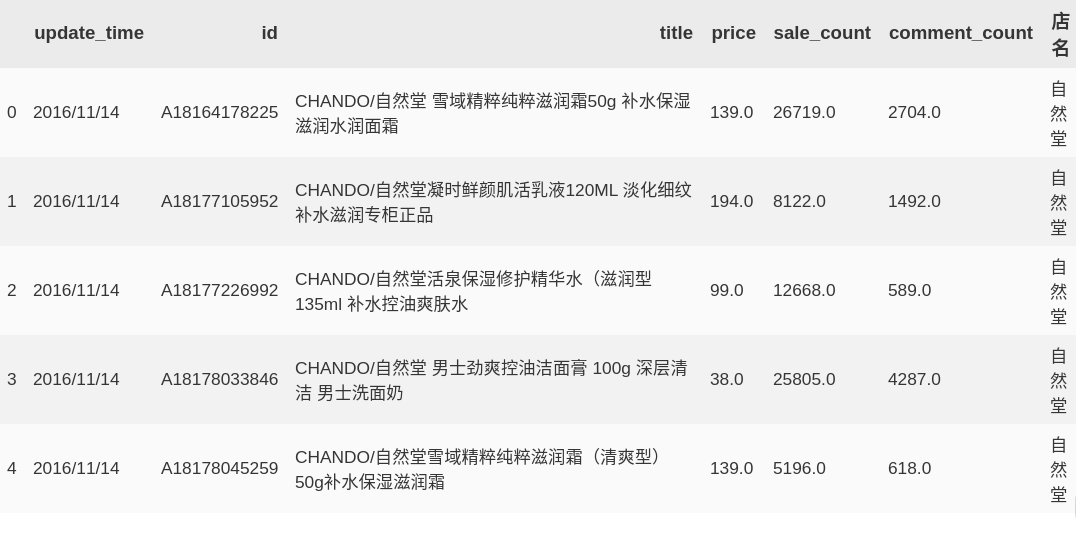 update_time id title price sale_count comment_count 店名
0 2016/11/14 A18164178225 CHANDO/自然堂 雪域精粹纯粹滋润霜50g 补水保湿 139.0 26719.0 2704.0 自然堂
滋润水润面霜
1 2016/11/14 A18177105952 CHANDO/自然堂凝时鲜颜肌活乳液120ML 淡化细纹 194.0 8122.0 1492.0 自然堂
补水滋润专柜正品
2 2016/11/14 A18177226992 CHANDO/自然堂活泉保湿修护精华水（滋润型 99.0 12668.0 589.0 自然堂
135ml 补水控油爽肤水
3 2016/11/14 A18178033846 CHANDO/自然堂 男士劲爽控油洁面膏 100g 深层清 38.0 25805.0 4287.0 自然堂
洁 男士洗面奶
4 2016/11/14 A18178045259 CHANDO/自然堂雪域精粹纯粹滋润霜（清爽型） 139.0 5196.0 618.0 自然堂
50g补水保湿滋润霜